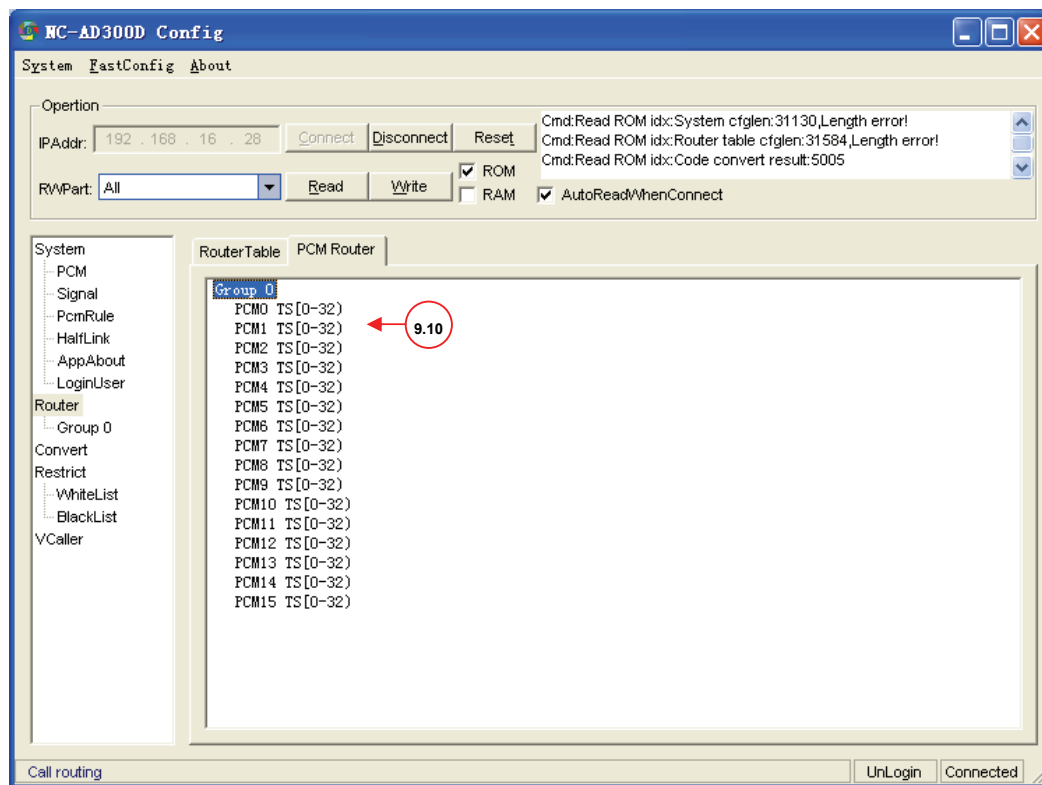 NC-AD300D Config
System FastConfig About
Opertion
IPAddr: 192 . 168 . 16 . 28 Connect Disconnect Reset
Cmd:Read ROM idx:System cfglen:31130,Length error!
Cmd:Read ROM idx:Router table cfglen:31584,Length error!
Cmd:Read ROM idx:Code convert result:5005
RWPart: All Read Write ROM
RAM AutoReadWhenConnect
System
PCM
Signal
PcmRule
HalfLink
AppAbout
LoginUser
Router
Group 0
Convert
Restrict
WhiteList
BlackList
VCaller
RouterTable PCM Router
Group 0
PCM0 TS[0-32)
PCM1 TS[0-32)
9.10
PCM2 TS[0-32)
PCM3 TS[0-32)
PCM4 TS[0-32)
PCM5 TS[0-32)
PCM6 TS[0-32)
PCM7 TS[0-32)
PCM8 TS[0-32)
PCM9 TS[0-32)
PCM10 TS[0-32)
PCM11 TS[0-32)
PCM12 TS[0-32)
PCM13 TS[0-32)
PCM14 TS[0-32)
PCM15 TS[0-32)
Call routing UnLogin Connected